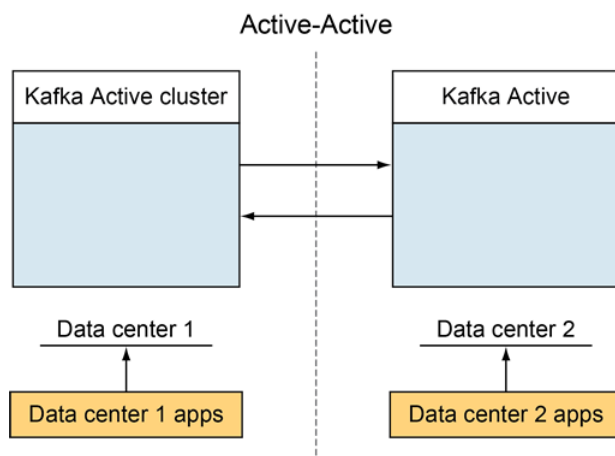 Active-Active
Kafka Active cluster
Kafka Active
Data center 1
Data center 2
Data center 1 apps
Data center 2 apps